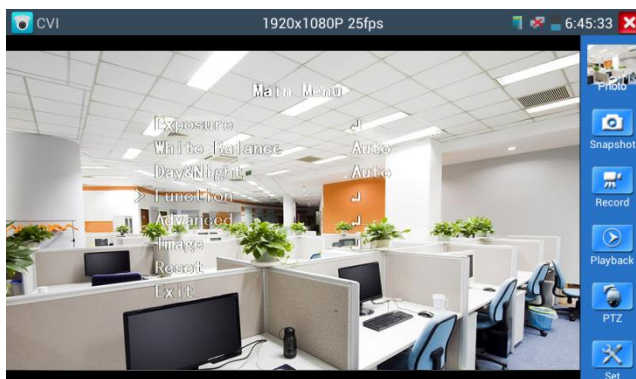 CVI 1920x1080P 25fps 6:45:33
Main Menu
Exposure
White Balance Auto
Day&Night Auto
> Function
Advanced
Image
Reset
Exit
Photo
Snapshot
Record
Playback
PTZ
Set